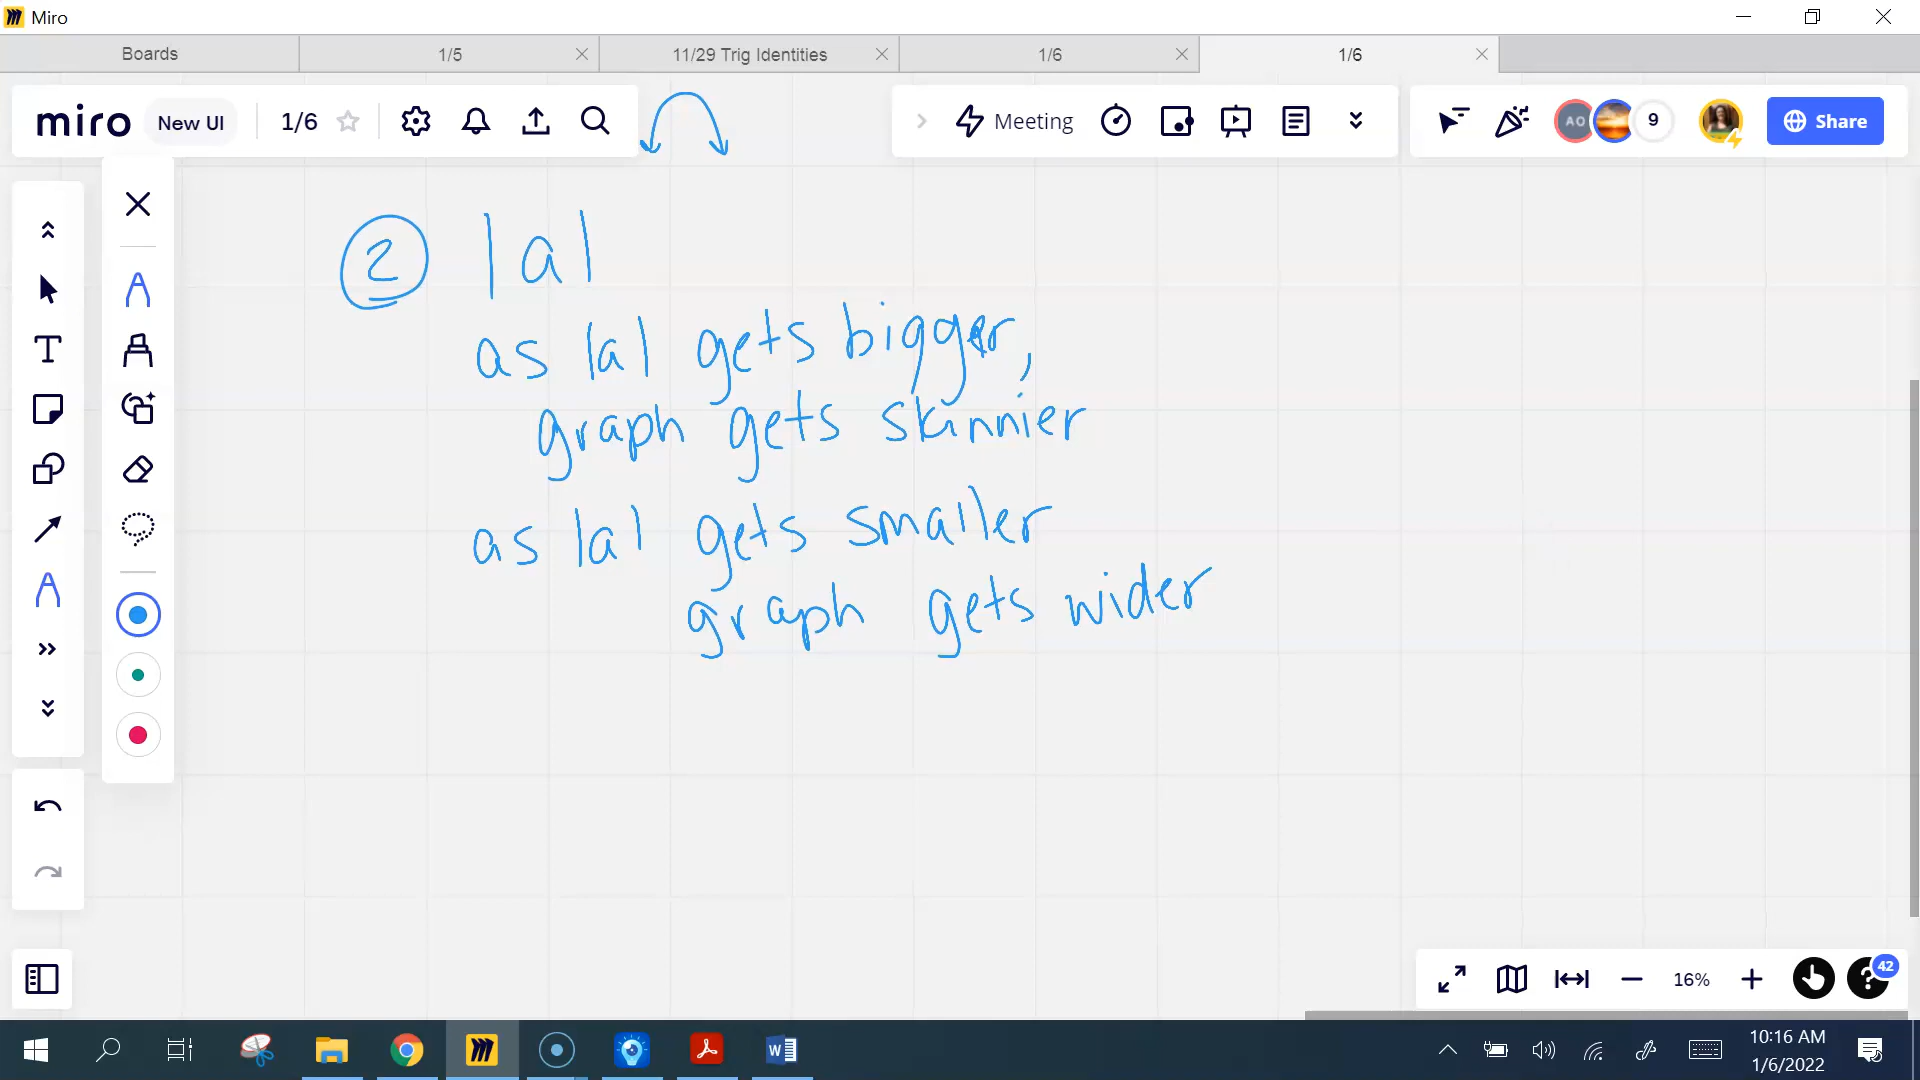 Miro
Boards 1/5 11/29 Trig Identities 1/6 1/6
miro New UI 1/6 Meeting AO 9 Share
2 |a|
as |a| gets bigger,
graph gets skinnier
as |a| gets smaller
graph gets wider
16% ? 42
10:16 AM
1/6/2022